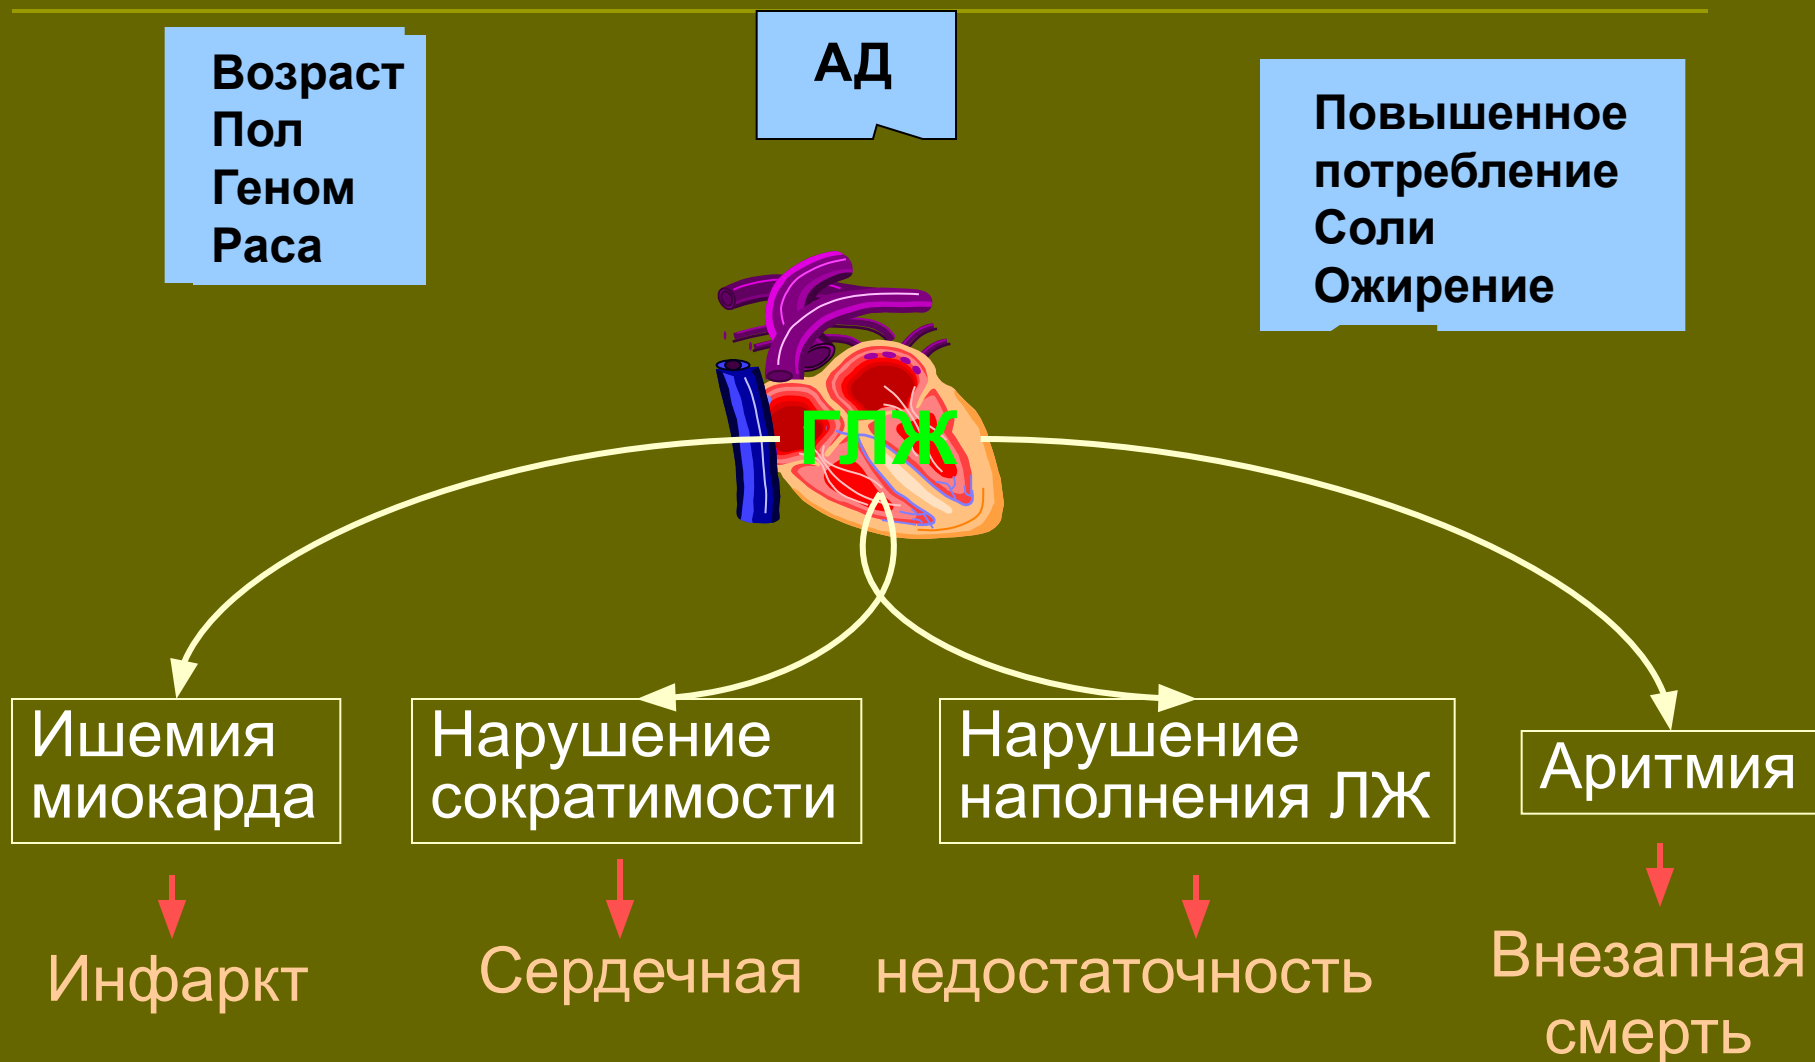 Возраст
Пол
Геном
Раса
АД
Повышенное
потребление
Соли
Ожирение
ГЛЖ
Ишемия
миокарда
Нарушение
сократимости
Нарушение
наполнения ЛЖ
Аритмия
Инфаркт
Сердечная недостаточность
Внезапная
смерть